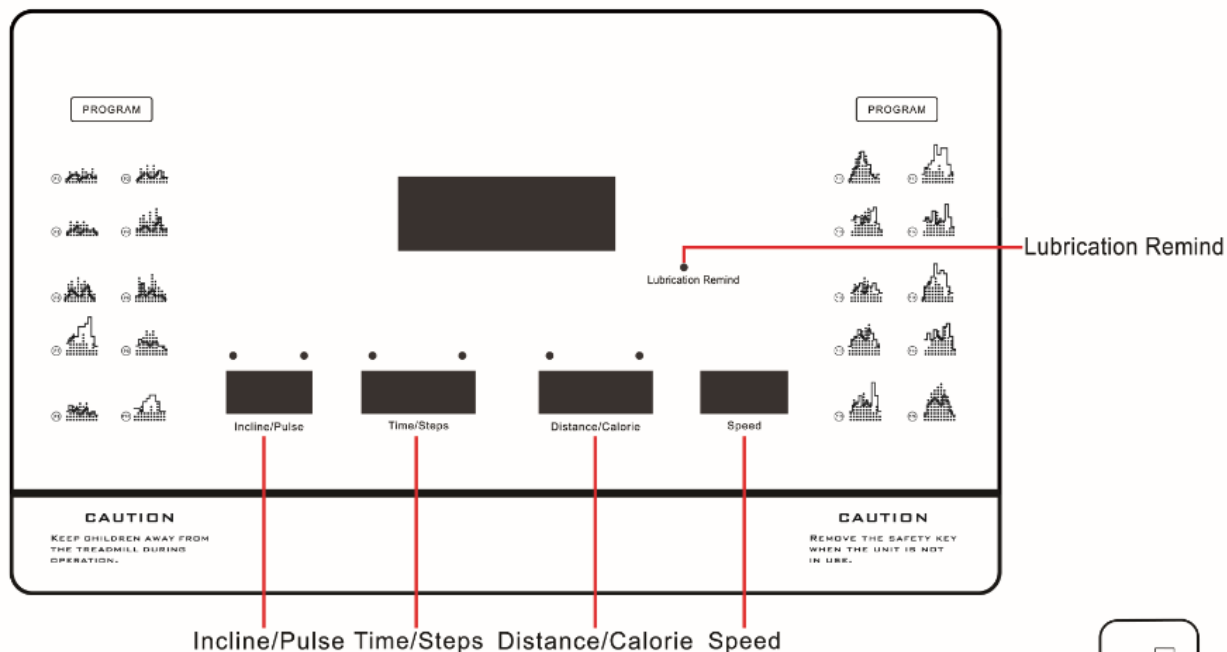 PROGRAM
PROGRAM
Lubrication Remind
Lubrication Remind
Incline/Pulse
Time/Steps
Distance/Calorie
Speed
CAUTION
KEEP CHILDREN AWAY FROM
THE TREADMILL DURING
OPERATION.
CAUTION
REMOVE THE SAFETY KEY
WHEN THE UNIT IS NOT
IN USE.
Incline/Pulse Time/Steps Distance/Calorie Speed